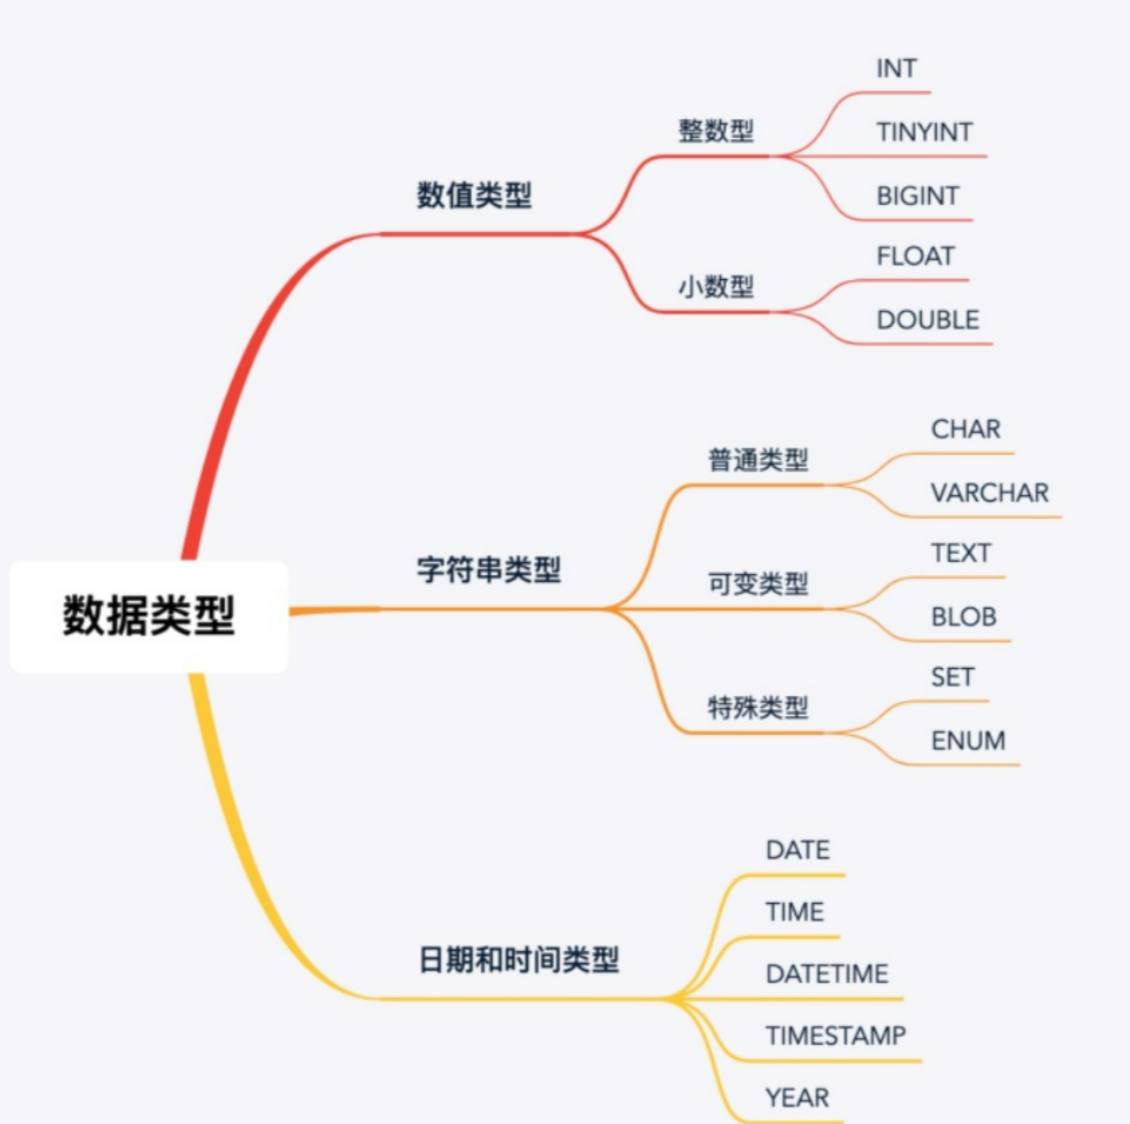 数据类型
数值类型
整数型
INT
TINYINT
BIGINT
小数型
FLOAT
DOUBLE
字符串类型
普通类型
CHAR
VARCHAR
可变类型
TEXT
BLOB
特殊类型
SET
ENUM
日期和时间类型
DATE
TIME
DATETIME
TIMESTAMP
YEAR